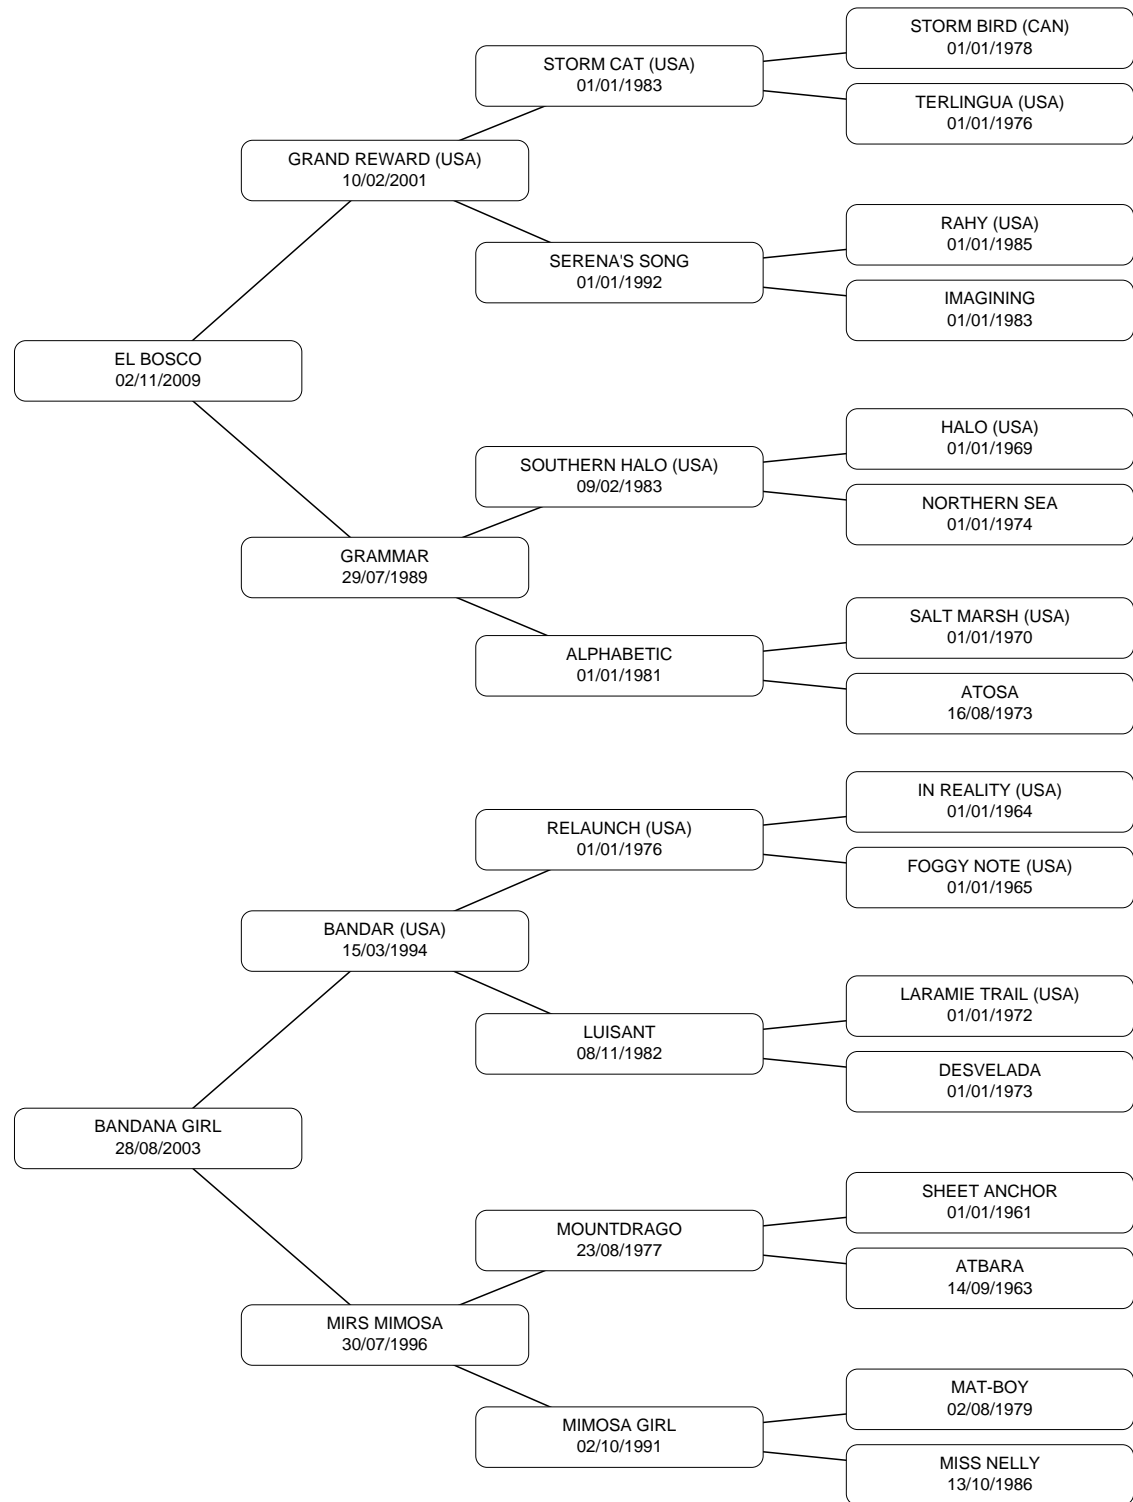 STORM BIRD (CAN)
01/01/1978
STORM CAT (USA)
01/01/1983
TERLINGUA (USA)
01/01/1976
GRAND REWARD (USA)
10/02/2001
RAHY (USA)
01/01/1985
SERENA'S SONG
01/01/1992
IMAGINING
01/01/1983
EL BOSCO
02/11/2009
HALO (USA)
01/01/1969
SOUTHERN HALO (USA)
09/02/1983
NORTHERN SEA
01/01/1974
GRAMMAR
29/07/1989
SALT MARSH (USA)
01/01/1970
ALPHABETIC
01/01/1981
ATOSA
16/08/1973
IN REALITY (USA)
01/01/1964
RELAUNCH (USA)
01/01/1976
FOGGY NOTE (USA)
01/01/1965
BANDAR (USA)
15/03/1994
LARAMIE TRAIL (USA)
01/01/1972
LUISANT
08/11/1982
DESVELADA
01/01/1973
BANDANA GIRL
28/08/2003
SHEET ANCHOR
01/01/1961
MOUNTDRAGO
23/08/1977
ATBARA
14/09/1963
MIRS MIMOSA
30/07/1996
MAT-BOY
02/08/1979
MIMOSA GIRL
02/10/1991
MISS NELLY
13/10/1986